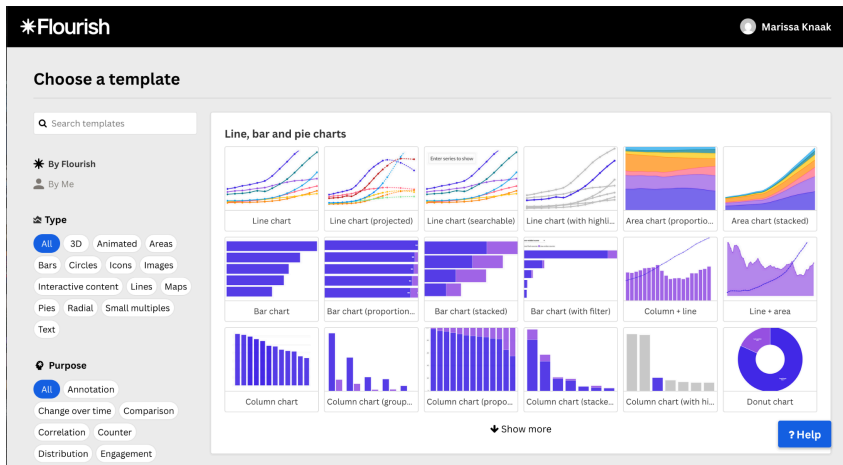 Flourish
Marissa Knaak
Choose a template
Search templates
By Flourish
By Me
Type
All 3D Animated Areas
Bars Circles Icons Images
Interactive content Lines Maps
Pies Radial Small multiples
Text
Purpose
All Annotation
Change over time Comparison
Correlation Counter
Distribution Engagement
Line, bar and pie charts
Enter series to show
Line chart Line chart (projected) Line chart (searchable) Line chart (with highli... Area chart (proportio... Area chart (stacked)
Bar chart Bar chart (proportion... Bar chart (stacked) Bar chart (with filter) Column + line Line + area
Column chart Column chart (group... Column chart (propo... Column chart (stacke... Column chart (with hi... Donut chart
Show more
? Help